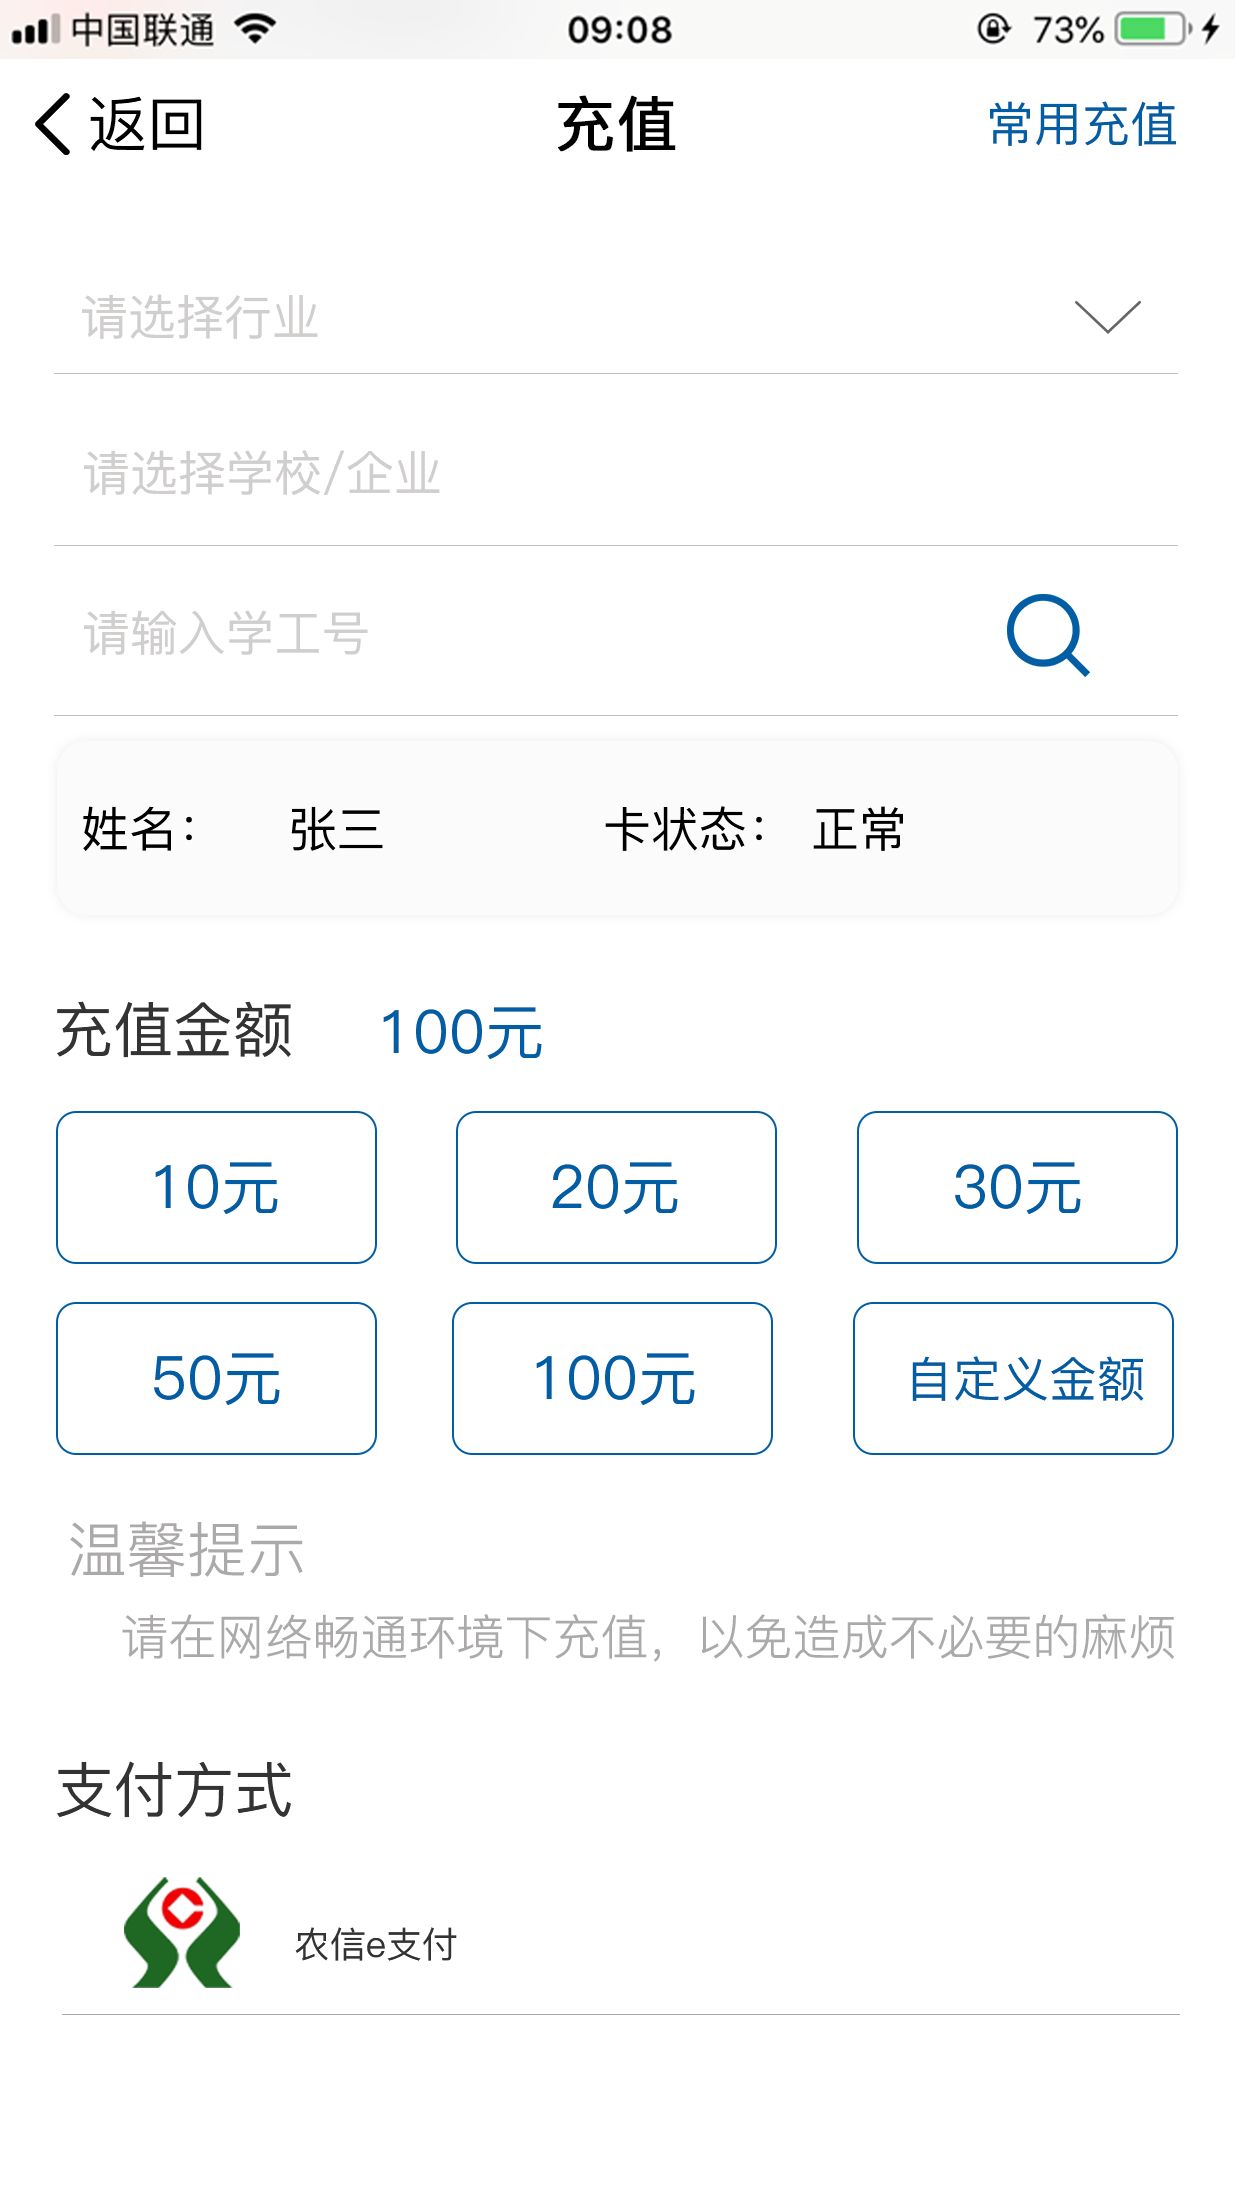 中国联通 09:08 73%
返回 充值 常用充值
请选择行业
请选择学校/企业
请输入学工号
姓名： 张三 卡状态： 正常
充值金额 100元
10元 20元 30元
50元 100元 自定义金额
温馨提示
请在网络畅通环境下充值，以免造成不必要的麻烦
支付方式
农信e支付